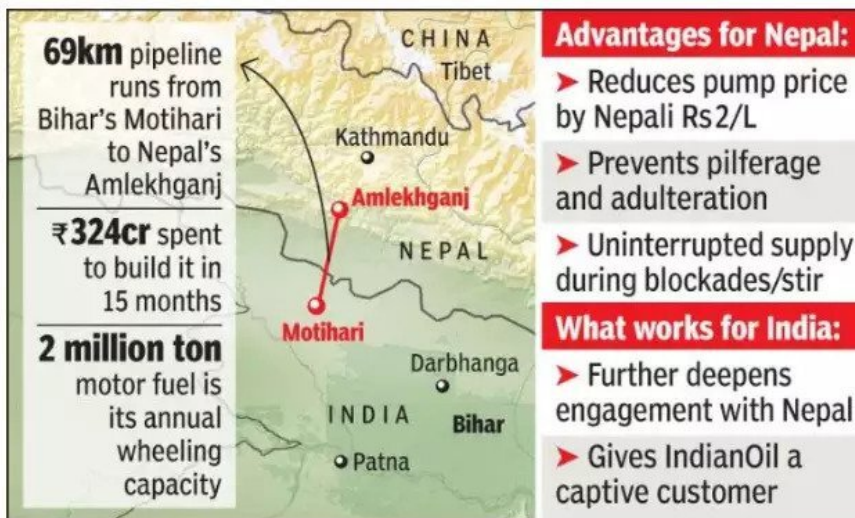 69km pipeline
runs from
Bihar's Motihari
to Nepal's
Amlekhganj
₹324cr spent
to build it in
15 months
2 million ton
motor fuel is
its annual
wheeling
capacity
CHINA
Tibet
Kathmandu
Amlekhganj
NEPAL
Motihari
Darbhanga
INDIA
Bihar
Patna
Advantages for Nepal:
➤ Reduces pump price
by Nepali Rs2/L
➤ Prevents pilferage
and adulteration
➤ Uninterrupted supply
during blockades/stir
What works for India:
➤ Further deepens
engagement with Nepal
➤ Gives IndianOil a
captive customer